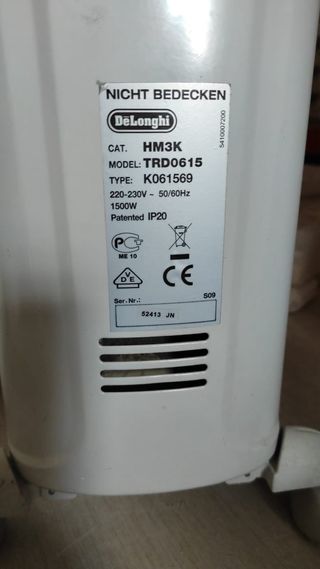 NICHT BEDECKEN
DeLonghi
5410007200
CAT. HM3K
MODEL: TRD0615
TYPE: K061569
220-230V ~ 50/60Hz
1500W
Patented IP20
PC
ME 10
VDE
CE
Ser.Nr.: S09
52413 JN